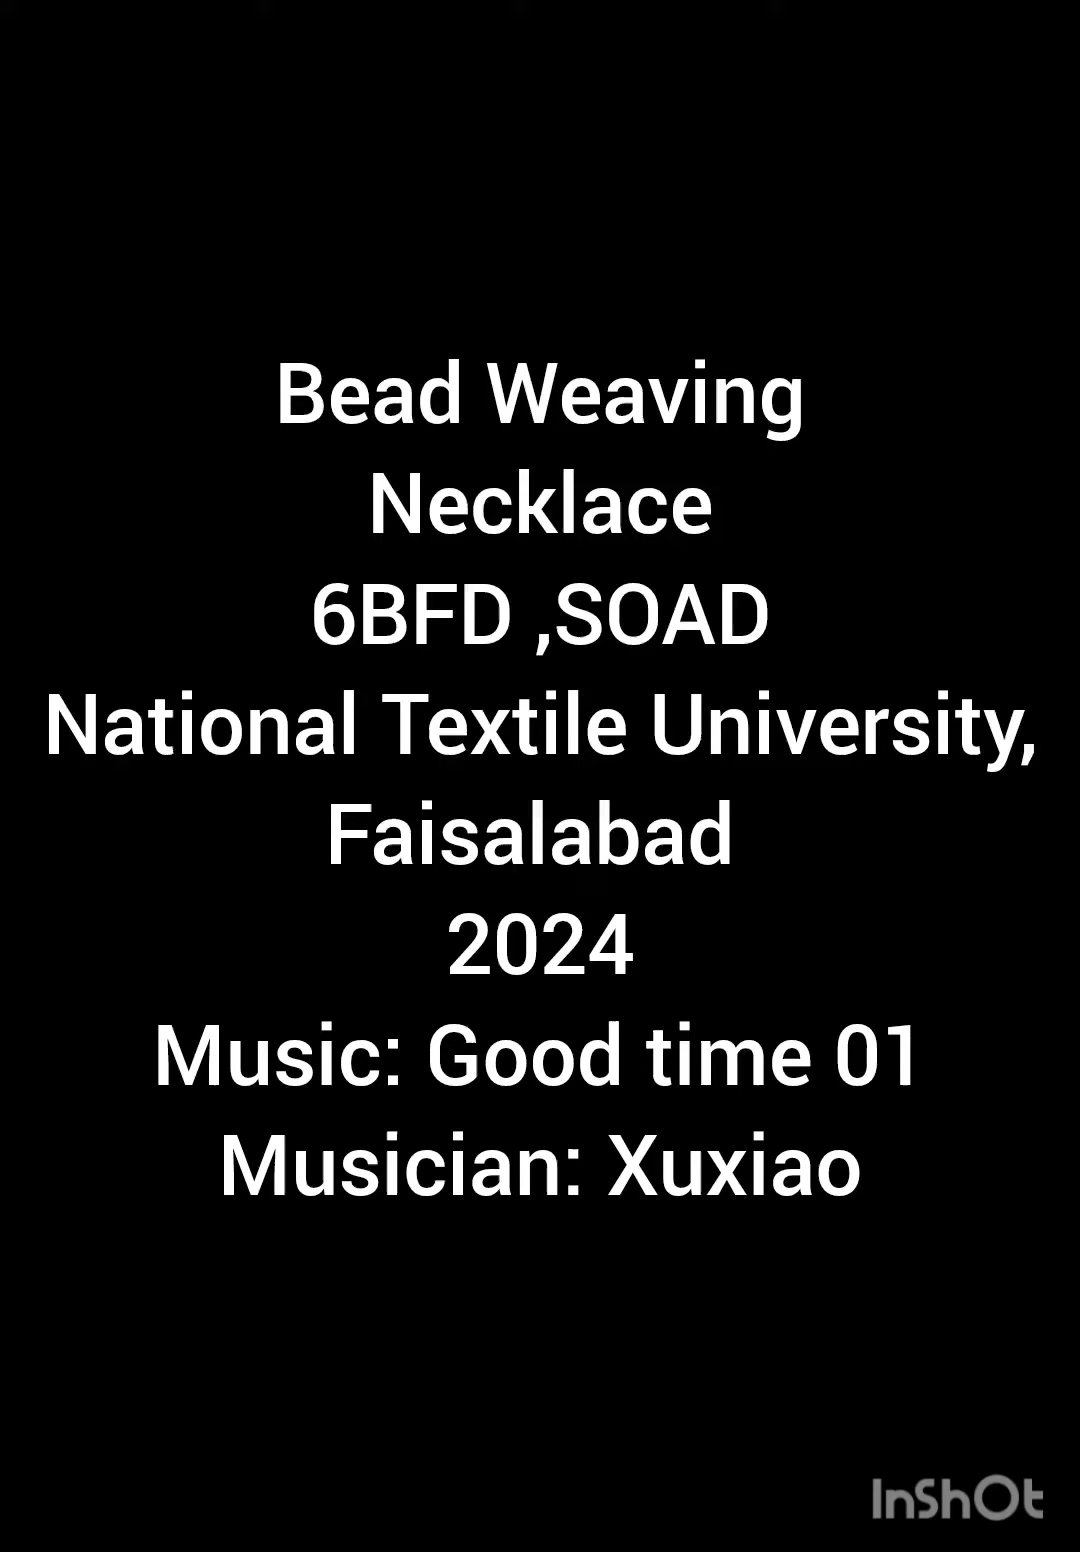 Bead Weaving
Necklace
6BFD ,SOAD
National Textile University,
Faisalabad
2024
Music: Good time 01
Musician: Xuxiao
InShOt